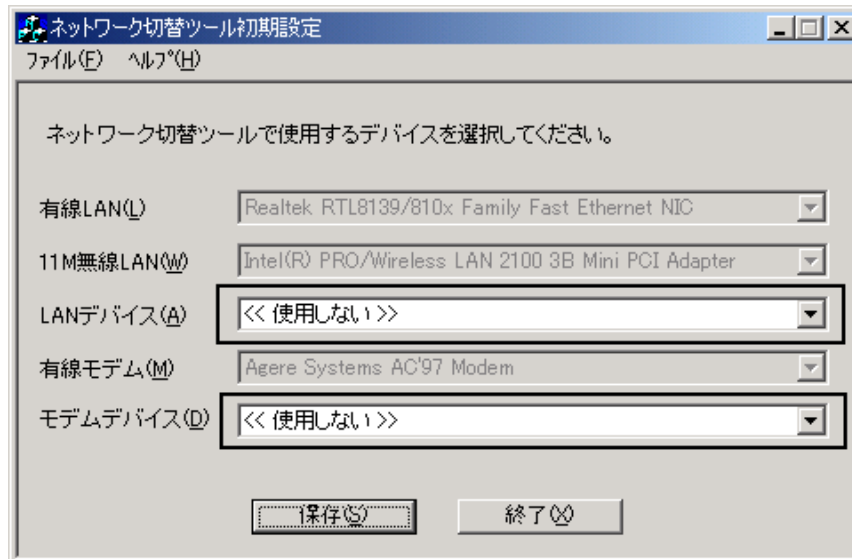 ネットワーク切替ツール初期設定
ファイル(F) ヘルプ(H)
ネットワーク切替ツールで使用するデバイスを選択してください。
有線LAN(L) Realtek RTL8139/810x Family Fast Ethernet NIC
11M無線LAN(W) Intel(R) PRO/Wireless LAN 2100 3B Mini PCI Adapter
LANデバイス(A) << 使用しない >>
有線モデム(M) Agere Systems AC'97 Modem
モデムデバイス(D) << 使用しない >>
保存(S) 終了(X)